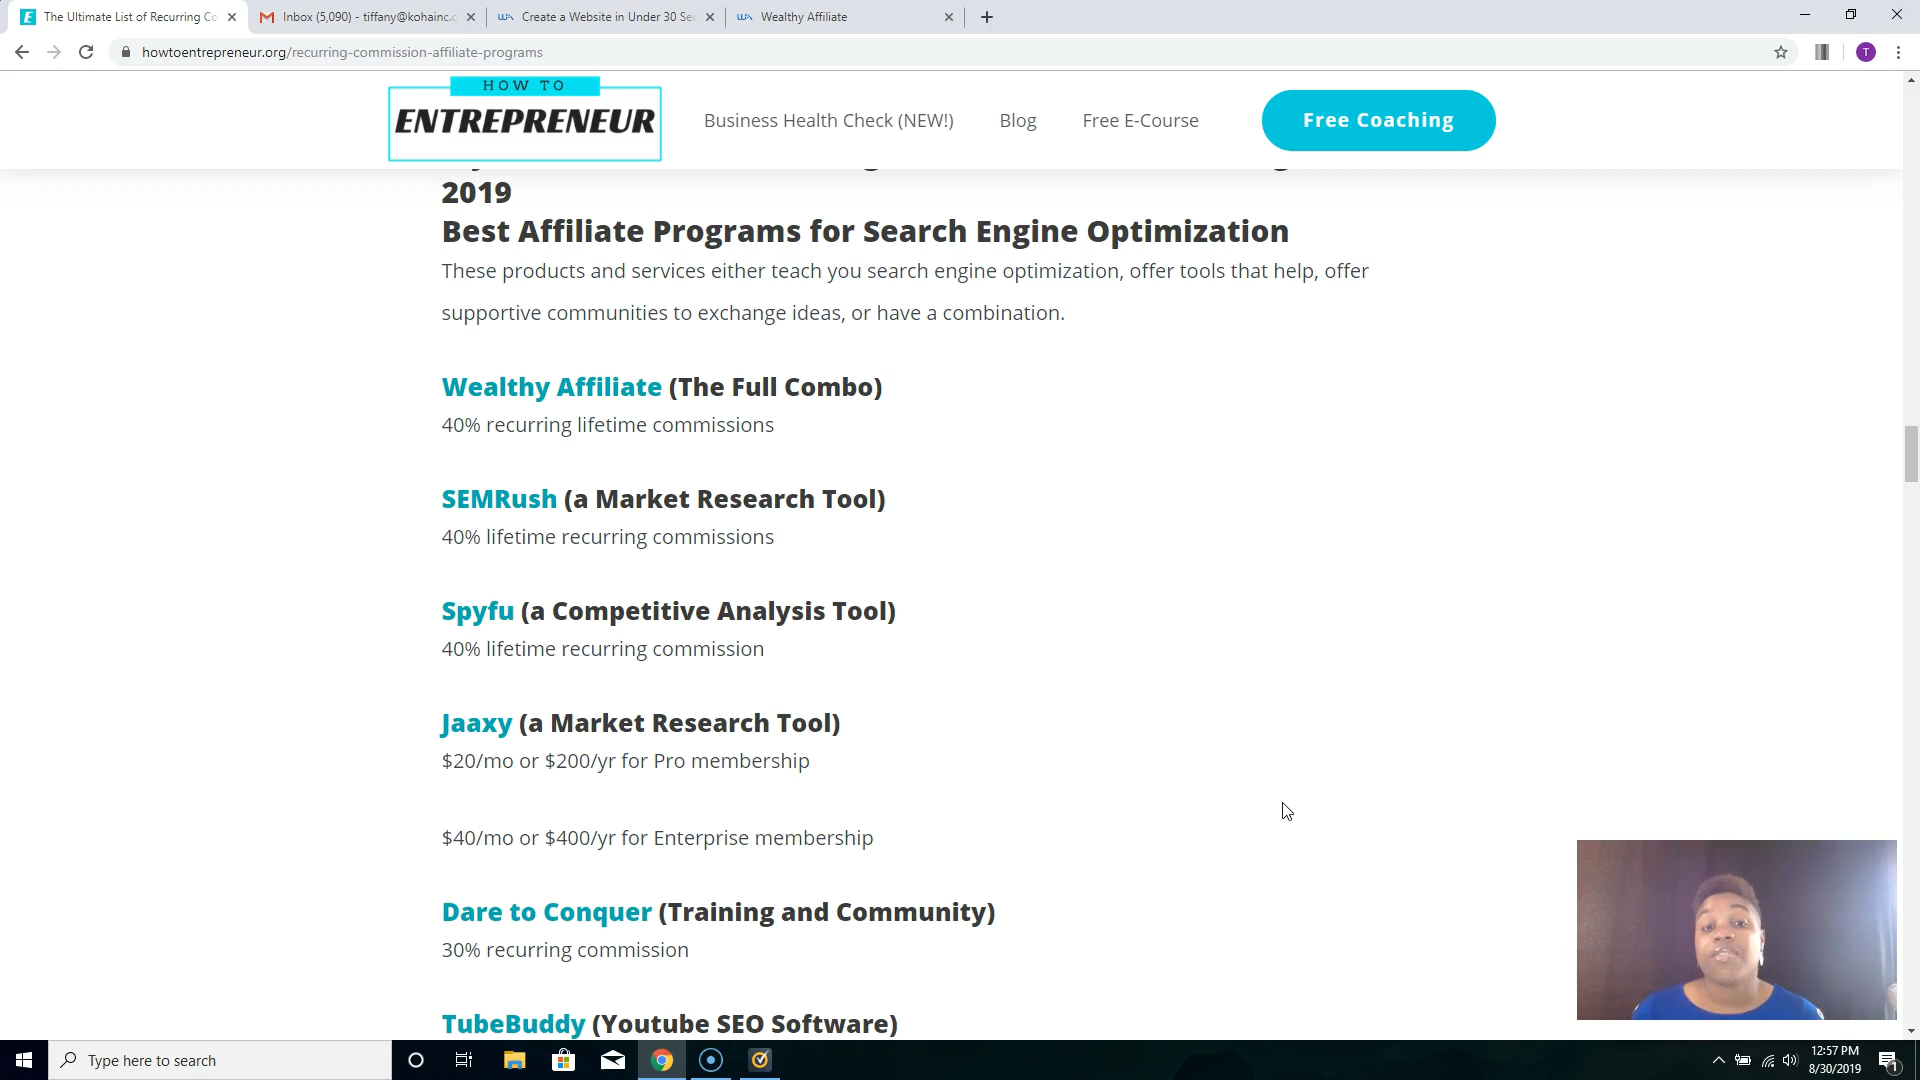 The Ultimate List of Recurring Co
Inbox (5,090) - tiffany@kohainc.c
Create a Website in Under 30 Sec
Wealthy Affiliate
howtoentrepreneur.org/recurring-commission-affiliate-programs
T
HOW TO
ENTREPRENEUR
Business Health Check (NEW!)
Blog
Free E-Course
Free Coaching
2019
Best Affiliate Programs for Search Engine Optimization
These products and services either teach you search engine optimization, offer tools that help, offer
supportive communities to exchange ideas, or have a combination.
Wealthy Affiliate (The Full Combo)
40% recurring lifetime commissions
SEMRush (a Market Research Tool)
40% lifetime recurring commissions
Spyfu (a Competitive Analysis Tool)
40% lifetime recurring commission
Jaaxy (a Market Research Tool)
$20/mo or $200/yr for Pro membership
$40/mo or $400/yr for Enterprise membership
Dare to Conquer (Training and Community)
30% recurring commission
TubeBuddy (Youtube SEO Software)
Type here to search
12:57 PM
8/30/2019
1